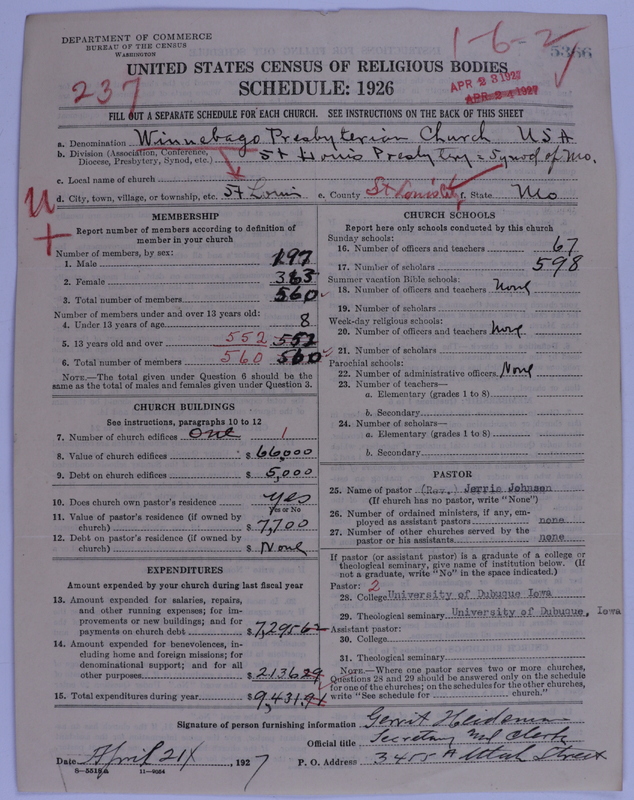 DEPARTMENT OF COMMERCE
BUREAU OF THE CENSUS
WASHINGTON
1-6-2
5366
237
APR 23 1927
APR 24 1927
UNITED STATES CENSUS OF RELIGIOUS BODIES
SCHEDULE: 1926
FILL OUT A SEPARATE SCHEDULE FOR EACH CHURCH. SEE INSTRUCTIONS ON THE BACK OF THIS SHEET
a. Denomination Winnebago Presbyterian Church USA
b. Division (Association, Conference, Diocese, Presbytery, Synod, etc.) St Louis Presbytry = Synod of Mo.
c. Local name of church
d. City, town, village, or township, etc. St Louis e. County St Louis f. State Mo
MEMBERSHIP
Report number of members according to definition of member in your church
Number of members, by sex:
1. Male 197
2. Female 363
3. Total number of members 560
Number of members under and over 13 years old:
4. Under 13 years of age 8
5. 13 years old and over 552 552
6. Total number of members 560 560
NOTE.—The total given under Question 6 should be the same as the total of males and females given under Question 3.
CHURCH BUILDINGS
See instructions, paragraphs 10 to 12
7. Number of church edifices One 1
8. Value of church edifices $ 66,000
9. Debt on church edifices $ 5,000
10. Does church own pastor's residence Yes
Yes or No
11. Value of pastor's residence (if owned by church) $ 7,700
12. Debt on pastor's residence (if owned by church) $ None
EXPENDITURES
Amount expended by your church during last fiscal year
13. Amount expended for salaries, repairs, and other running expenses; for improvements or new buildings; and for payments on church debt $ 7,295.62
14. Amount expended for benevolences, including home and foreign missions; for denominational support; and for all other purposes $ 2136.29
15. Total expenditures during year $ 9,431.91
CHURCH SCHOOLS
Report here only schools conducted by this church
Sunday schools:
16. Number of officers and teachers 67
17. Number of scholars 598
Summer vacation Bible schools:
18. Number of officers and teachers None
19. Number of scholars
Week-day religious schools:
20. Number of officers and teachers None
21. Number of scholars
Parochial schools:
22. Number of administrative officers None
23. Number of teachers—
a. Elementary (grades 1 to 8)
b. Secondary
24. Number of scholars—
a. Elementary (grades 1 to 8)
b. Secondary
PASTOR
25. Name of pastor (Rev.) Jerrie Johnsen
(If church has no pastor, write "None")
26. Number of ordained ministers, if any, employed as assistant pastors none
27. Number of other churches served by the pastor or his assistants none
If pastor (or assistant pastor) is a graduate of a college or theological seminary, give name of institution below. (If not a graduate, write "No" in the space indicated.)
Pastor: 2
28. College University of Dubuque Iowa
29. Theological seminary University of Dubuque, Iowa
Assistant pastor:
30. College
31. Theological seminary
NOTE.—Where one pastor serves two or more churches, Questions 28 and 29 should be answered only on the schedule for one of the churches; on the schedules for the other churches, write "See schedule for church."
Signature of person furnishing information Gerrit Heideman
Official title Secretary and Clerk
Date April 21st, 1927 P. O. Address 3405 A Utah Street
8—5518a 11—9064